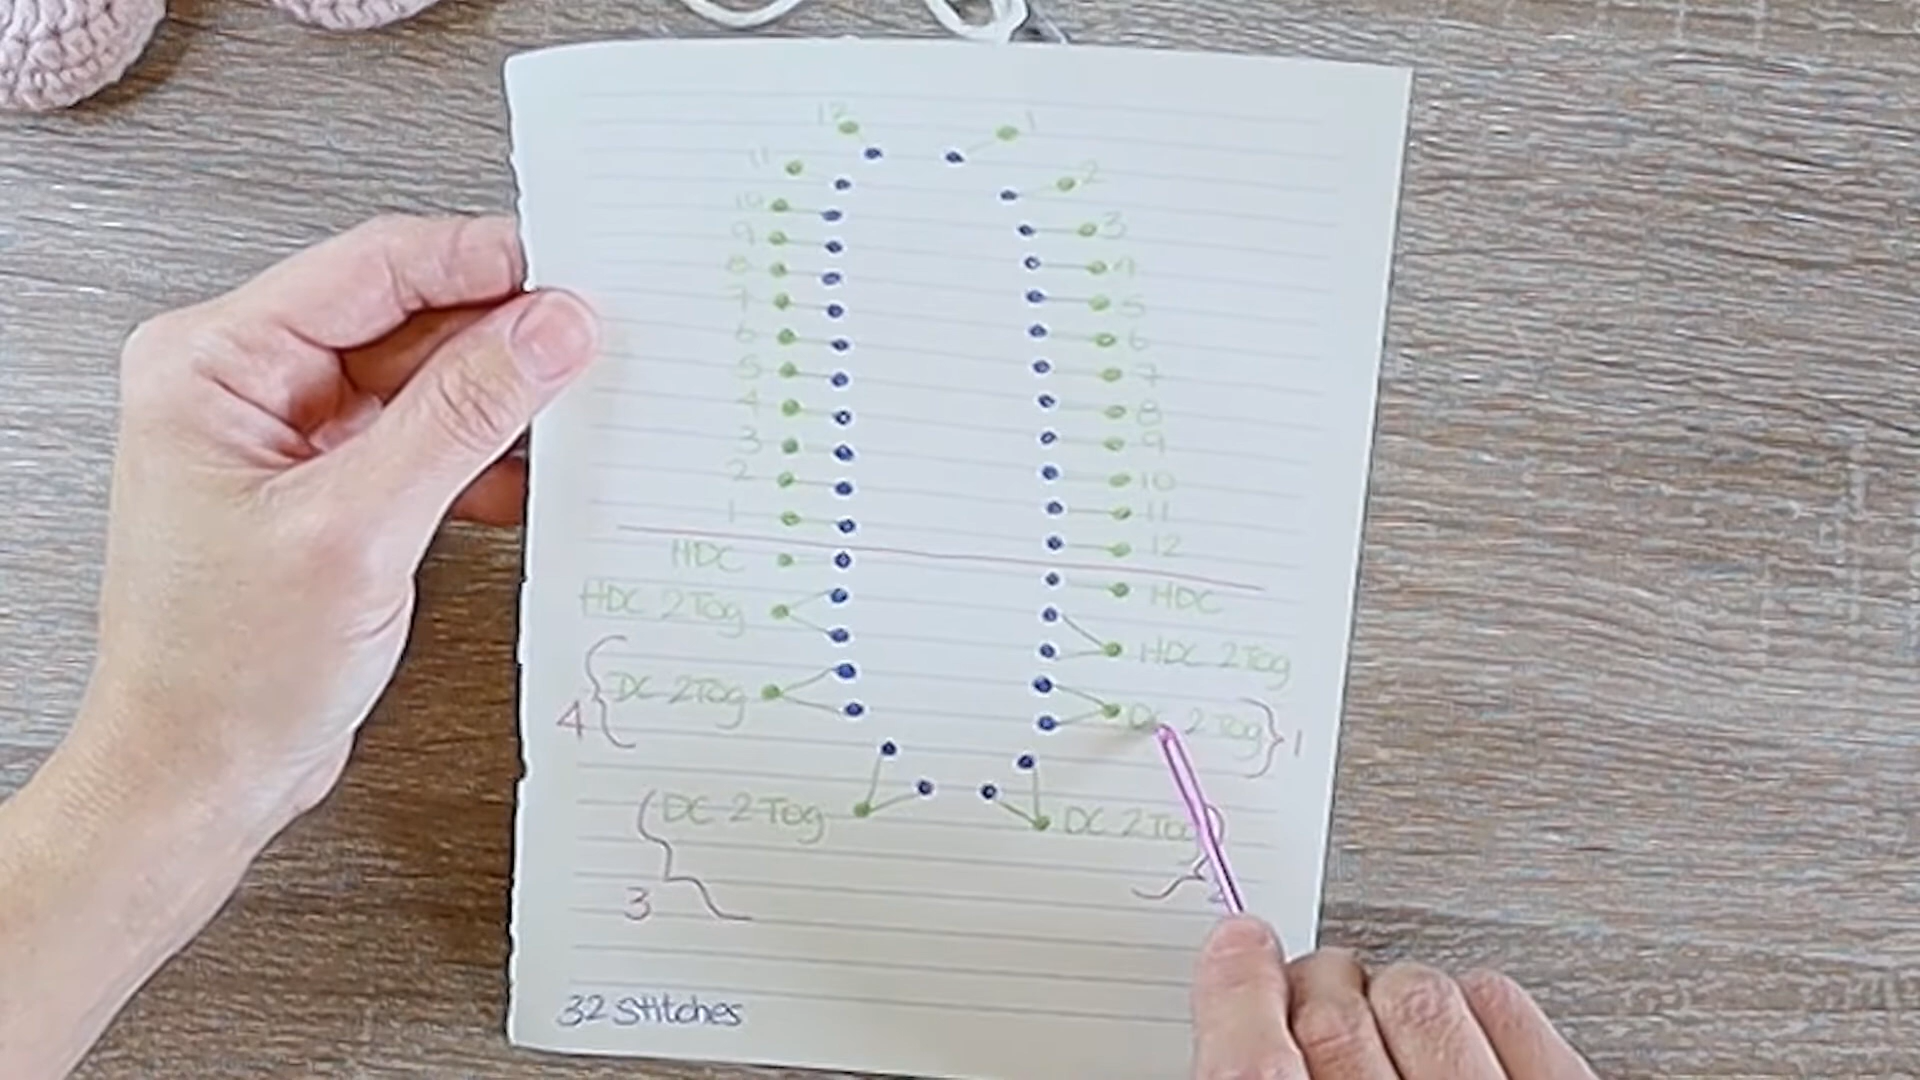 12 1
11 2
10 3
9 4
8 5
7 6
6 7
5 8
4 9
3 10
2 11
1 12
HDC HDC
HDC 2Tog HDC 2Tog
4 DC 2Tog DC 2Tog 1
DC 2Tog DC 2Tog
3
32 Stitches